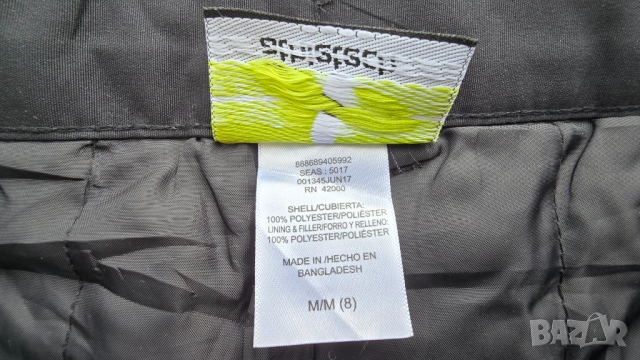 888689405992
SEAS : 5017
001345JUN17
RN 42000
SHELL/CUBIERTA:
100% POLYESTER/POLIÉSTER
LINING & FILLER/FORRO Y RELLENO:
100% POLYESTER/POLIÉSTER
MADE IN /HECHO EN
BANGLADESH
M/M (8)
BAZAR